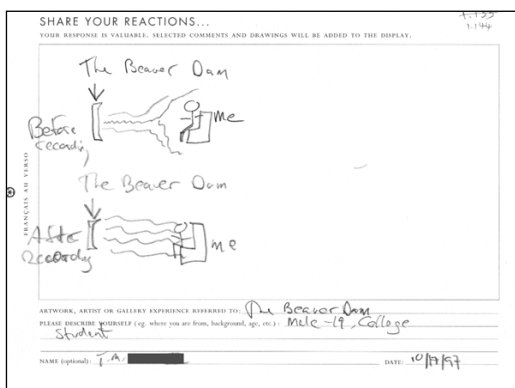 SHARE YOUR REACTIONS...
YOUR RESPONSE IS VALUABLE. SELECTED COMMENTS AND DRAWINGS WILL BE ADDED TO THE DISPLAY.
1.144
The Beaver Dam
Before recording
me
The Beaver Dam
After Recording
me
FRANÇAIS AU VERSO
ARTWORK, ARTIST OR GALLERY EXPERIENCE REFERRED TO: The Beaver Dam
PLEASE DESCRIBE YOURSELF (eg. where you are from, background, age, etc.): Male - 19, College
student
NAME (optional): T.A.
DATE: 10/17/97